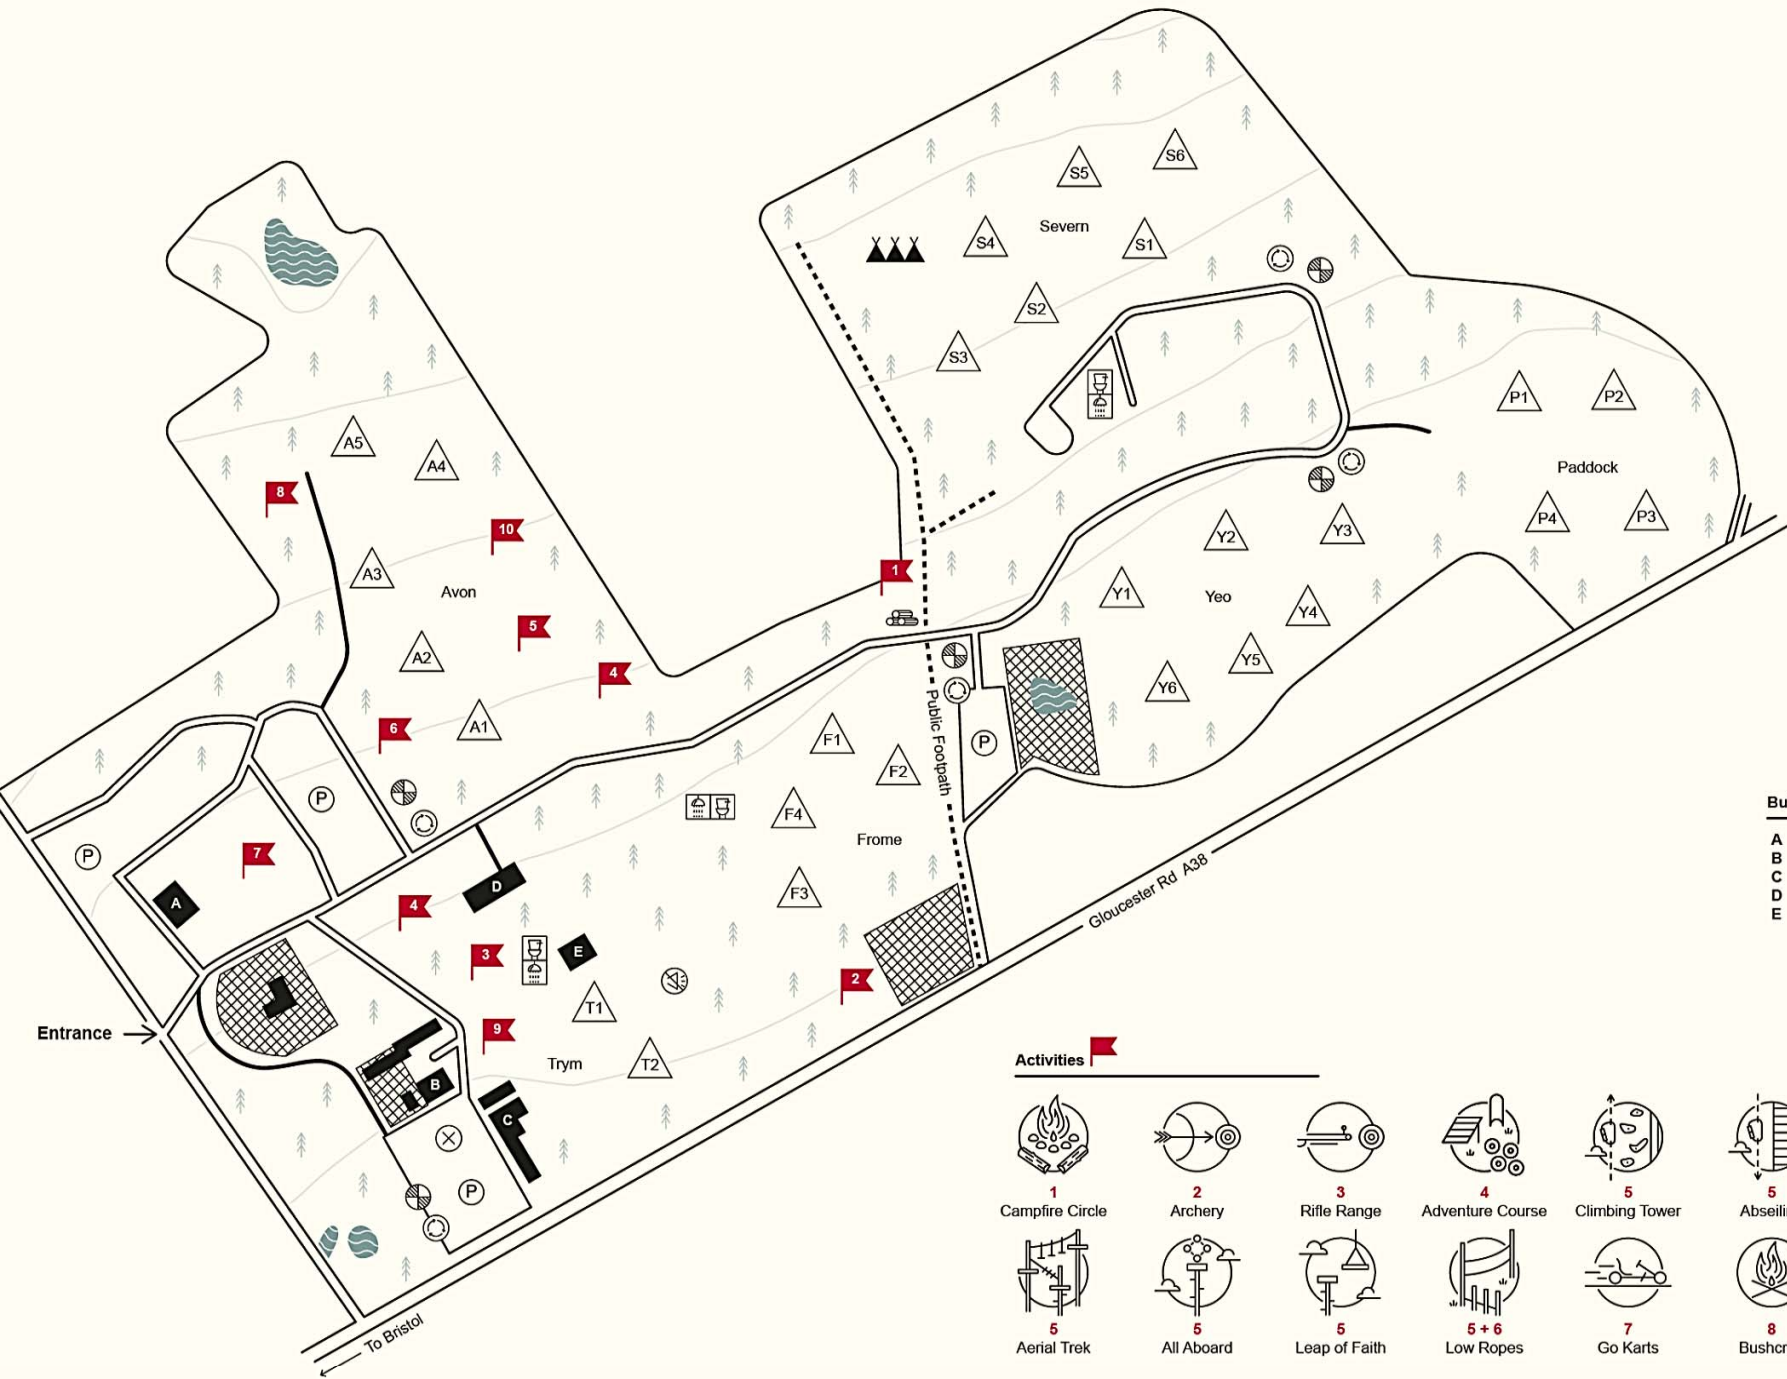 S6
S5
Severn
S4
S1
S2
S3
P1
P2
A5
A4
Paddock
8
P4
P3
10
Y2
Y3
A3
1
Avon
Y1
Yeo
Y4
5
A2
Y5
4
Y6
A1
6
F1
Public Footpath
P
F2
P
F4
Frome
7
P
F3
D
Gloucester Rd A38
A
4
3
E
2
T1
Entrance
9
Trym
T2
B
C
P
To Bristol
Bu
A
B
C
D
E
Activities
1
2
3
4
5
5
Campfire Circle
Archery
Rifle Range
Adventure Course
Climbing Tower
Abseili
5
5
5
5 + 6
7
8
Aerial Trek
All Aboard
Leap of Faith
Low Ropes
Go Karts
Bushcr